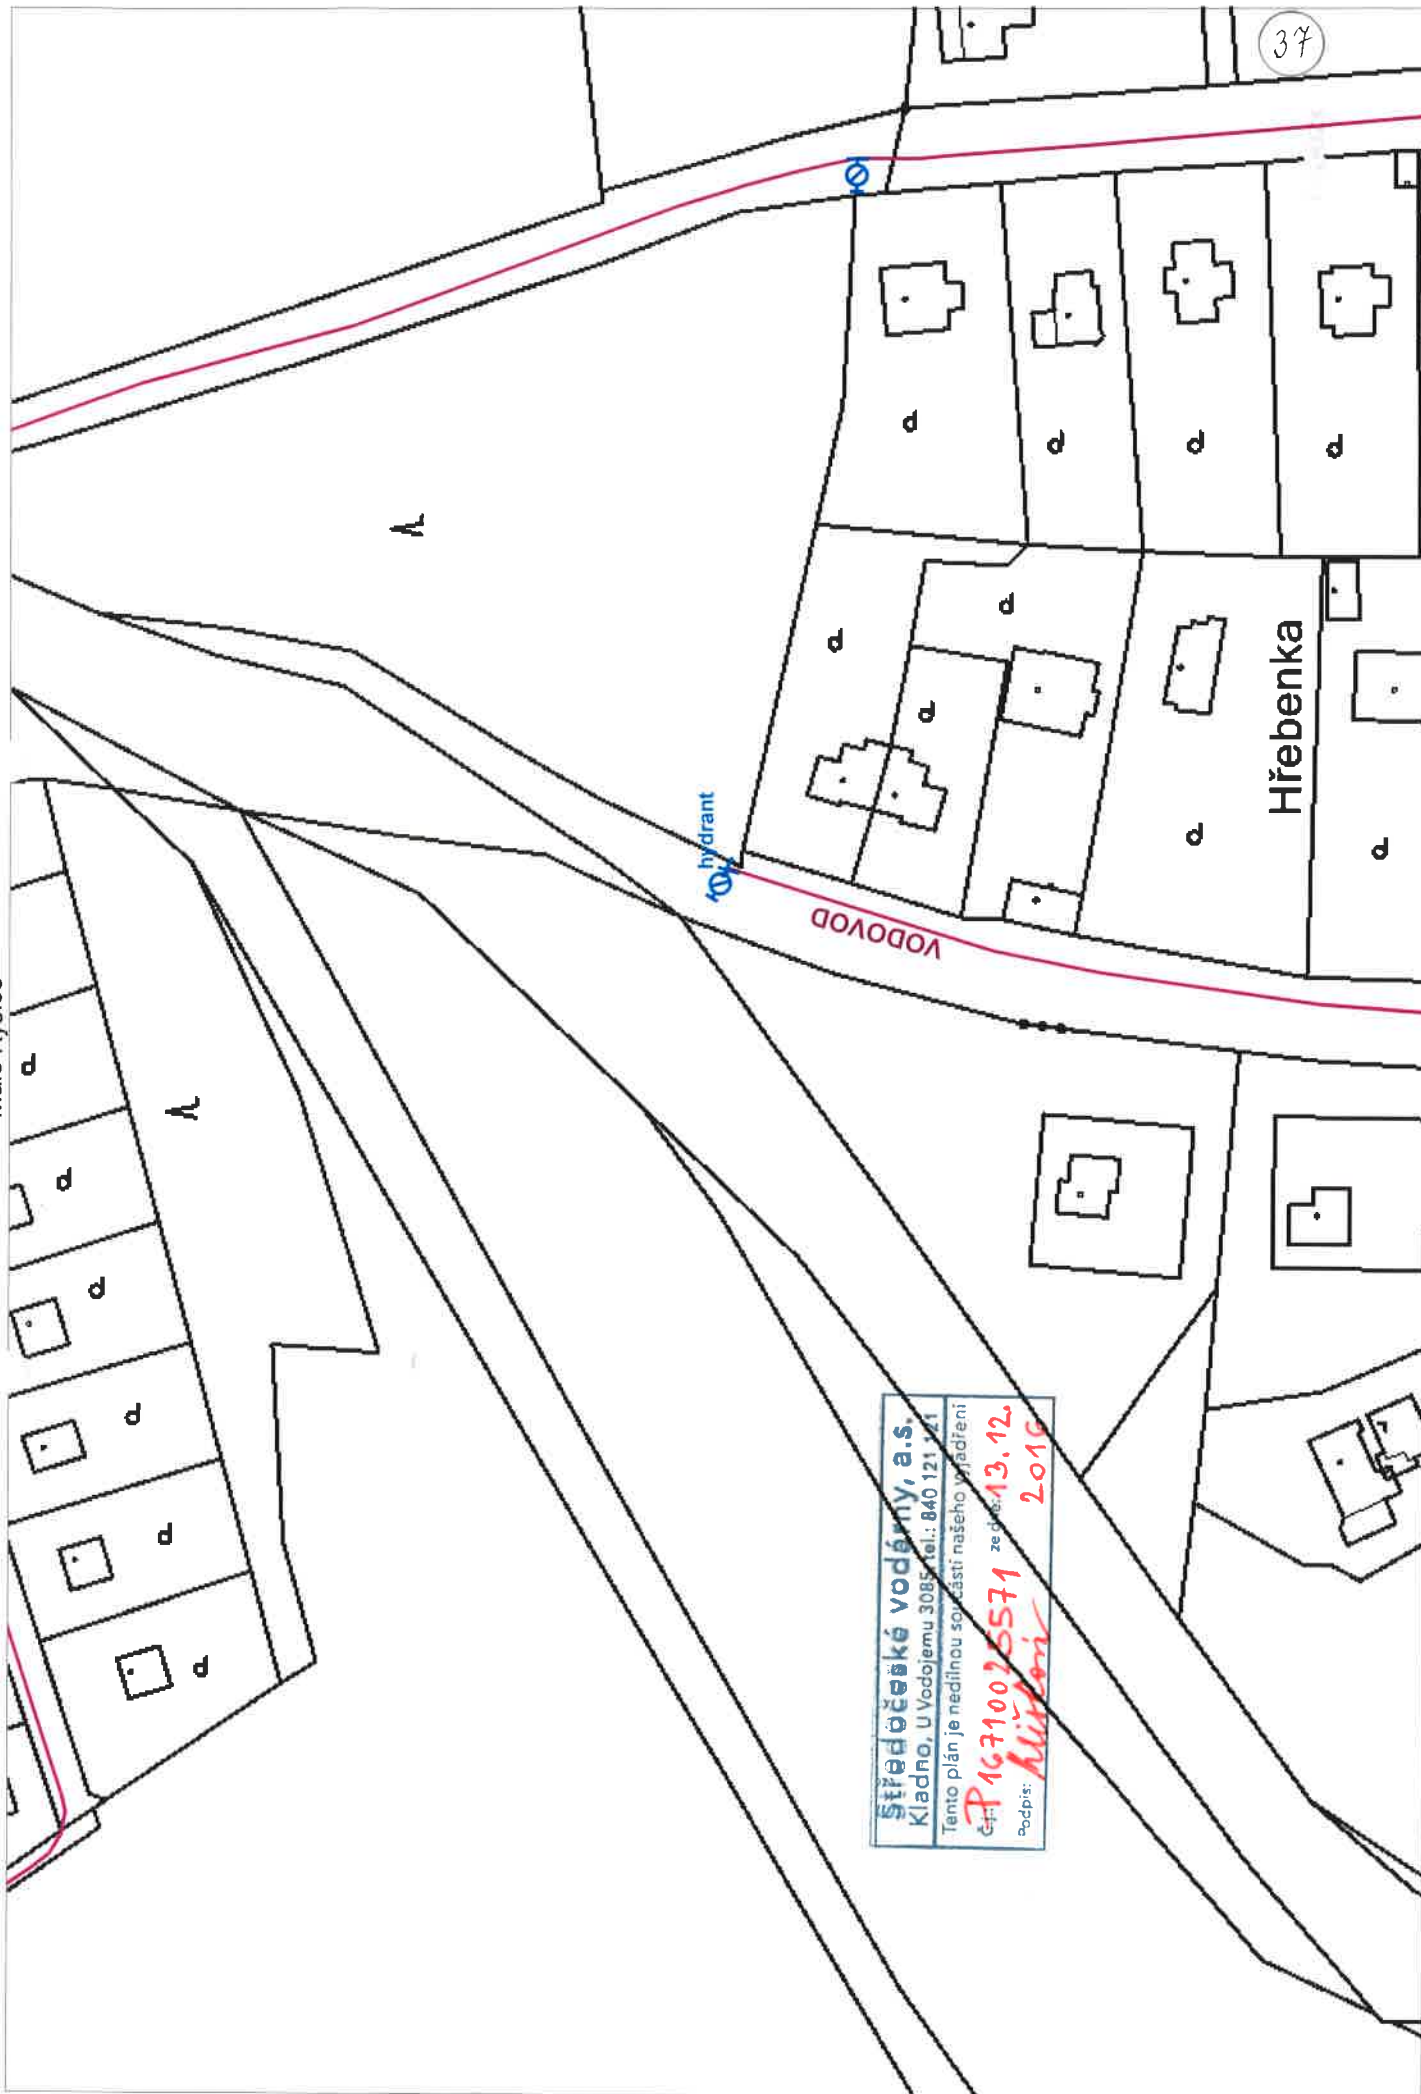 37
hydrant
VODOVOD
Hřebenka
Středočeské vodárny, a.s.
Kladno, U Vodojemu 3085, tel.: 840 121 121
Tento plán je nedílnou součástí našeho vyjádření
Č.j.: P16710025571 ze dne: 13.12.
2016
Podpis: